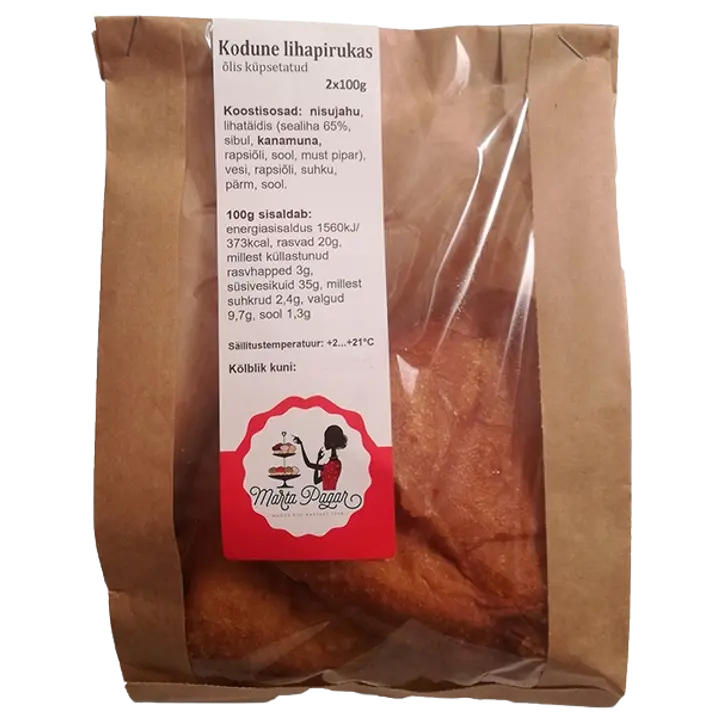 Kodune lihapirukas
õlis küpsetatud
2x100g
Koostisosad: nisujahu,
lihatäidis (sealiha 65%,
sibul, kanamuna,
rapsiõli, sool, must pipar),
vesi, rapsiõli, suhku,
pärm, sool.
100g sisaldab:
energiasisaldus 1560kJ/
373kcal, rasvad 20g,
millest küllastunud
rasvhapped 3g,
süsivesikuid 35g, millest
suhkrud 2,4g, valgud
9,7g, sool 1,3g
Säilitustemperatuur: +2...+21°C
Kõlblik kuni:
Marta Pagar